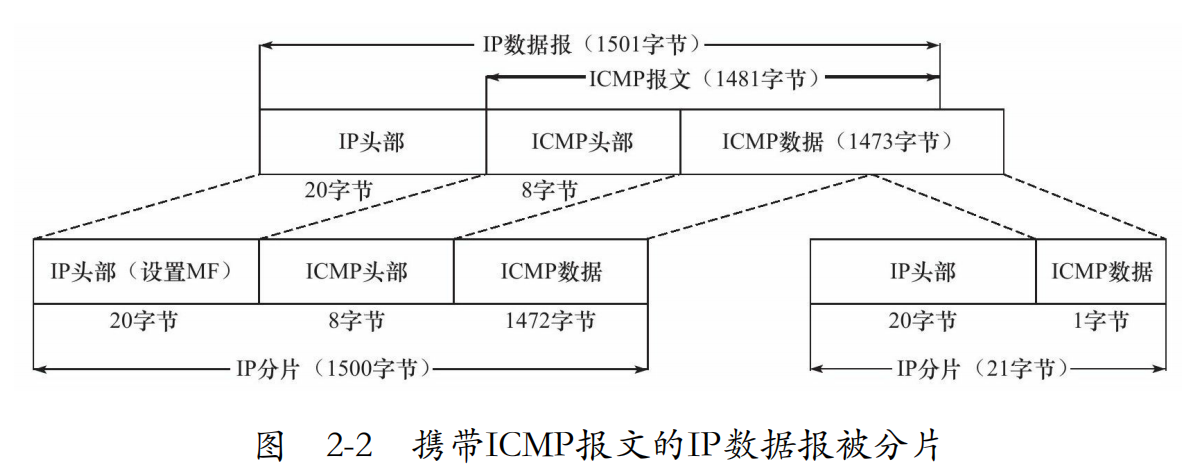 IP数据报（1501字节）
ICMP报文（1481字节）
IP头部 ICMP头部 ICMP数据（1473字节）
20字节 8字节
IP头部（设置MF） ICMP头部 ICMP数据 IP头部 ICMP数据
20字节 8字节 1472字节 20字节 1字节
IP分片（1500字节） IP分片（21字节）
图 2-2 携带ICMP报文的IP数据报被分片